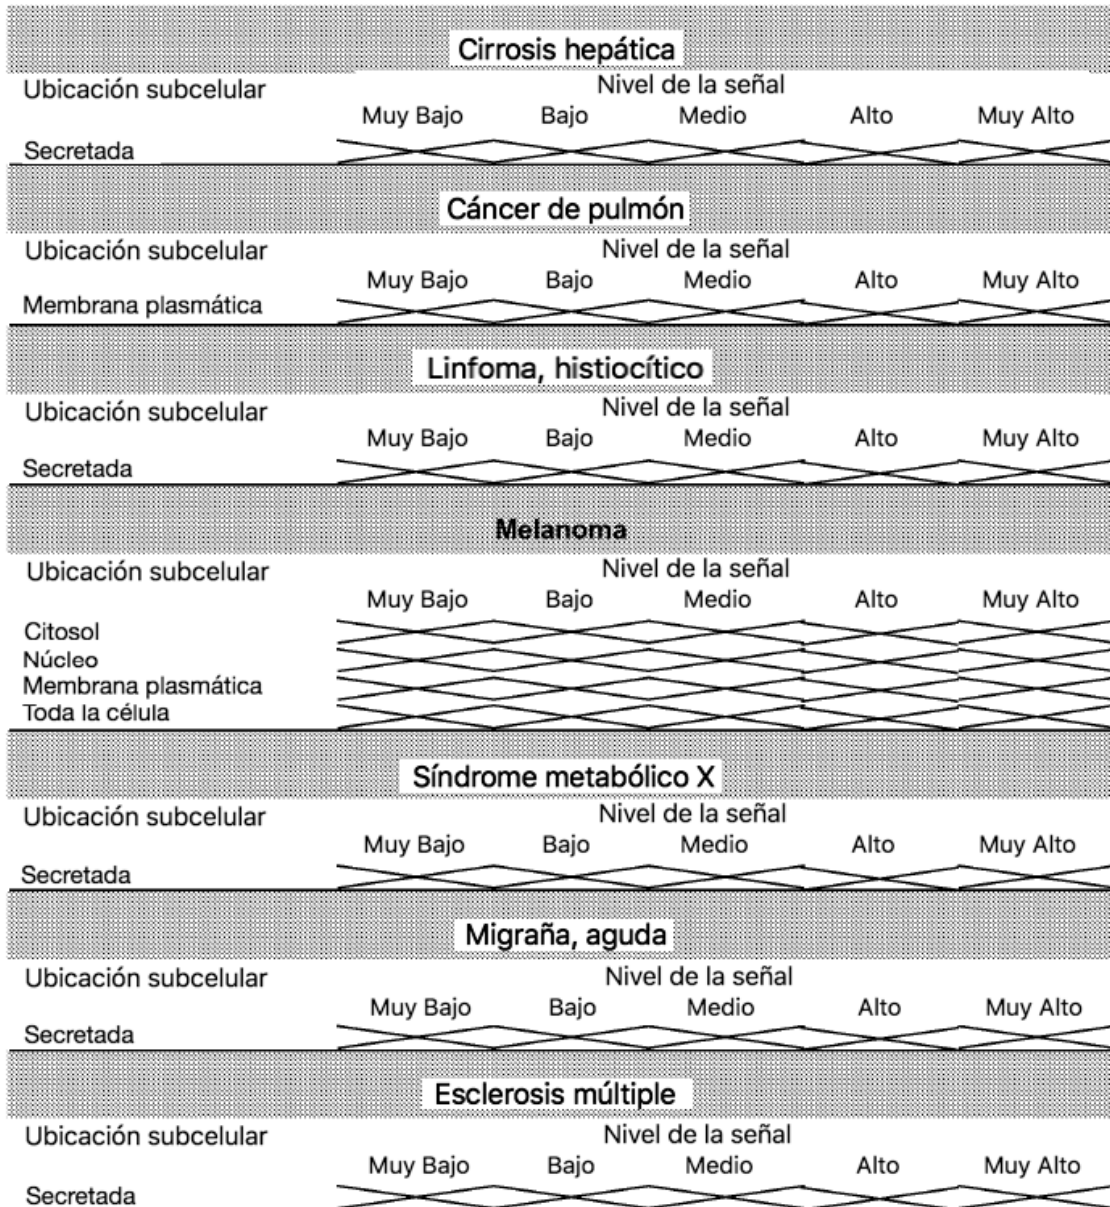 Cirrosis hepática
Ubicación subcelular Nivel de la señal
Muy Bajo Bajo Medio Alto Muy Alto
Secretada
Cáncer de pulmón
Ubicación subcelular Nivel de la señal
Muy Bajo Bajo Medio Alto Muy Alto
Membrana plasmática
Linfoma, histiocítico
Ubicación subcelular Nivel de la señal
Muy Bajo Bajo Medio Alto Muy Alto
Secretada
Melanoma
Ubicación subcelular Nivel de la señal
Muy Bajo Bajo Medio Alto Muy Alto
Citosol
Núcleo
Membrana plasmática
Toda la célula
Síndrome metabólico X
Ubicación subcelular Nivel de la señal
Muy Bajo Bajo Medio Alto Muy Alto
Secretada
Migraña, aguda
Ubicación subcelular Nivel de la señal
Muy Bajo Bajo Medio Alto Muy Alto
Secretada
Esclerosis múltiple
Ubicación subcelular Nivel de la señal
Muy Bajo Bajo Medio Alto Muy Alto
Secretada